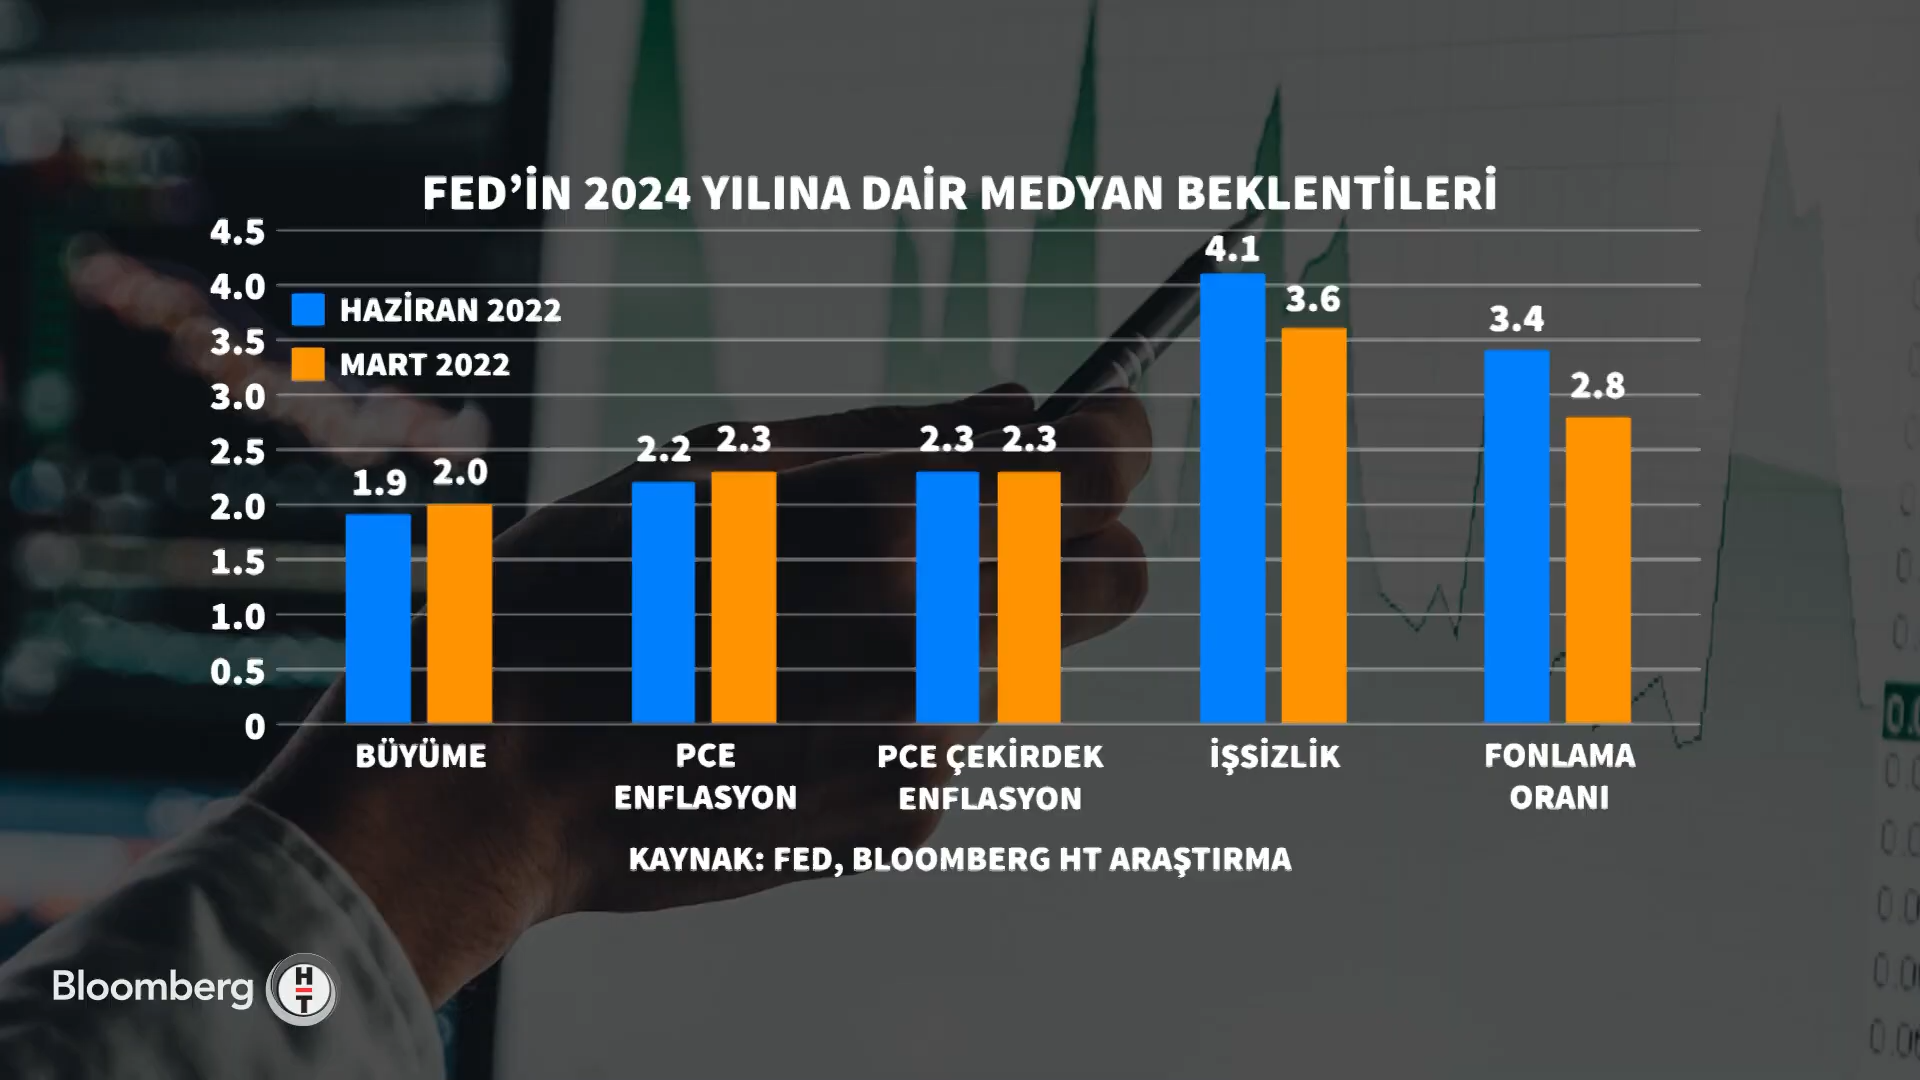 FED'İN 2024 YILINA DAİR MEDYAN BEKLENTİLERİ
4.5
4.0
3.5
3.0
2.5
2.0
1.5
1.0
0.5
0
HAZİRAN 2022
MART 2022
1.9
2.0
2.2
2.3
2.3
2.3
4.1
3.6
3.4
2.8
BÜYÜME
PCE
ENFLASYON
PCE ÇEKİRDEK
ENFLASYON
İŞSİZLİK
FONLAMA
ORANI
KAYNAK: FED, BLOOMBERG HT ARAŞTIRMA
Bloomberg HT